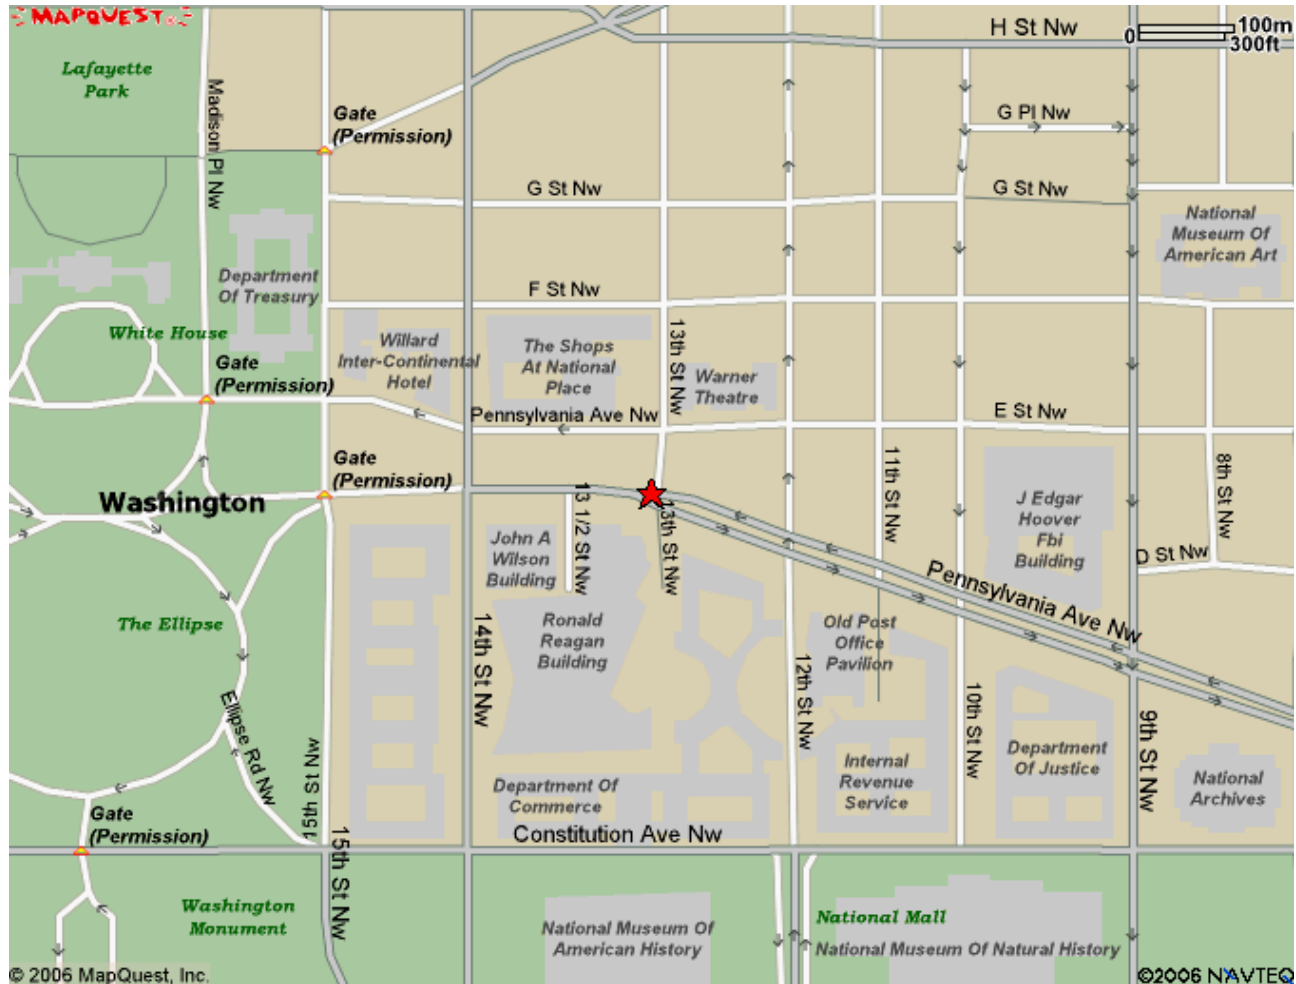 MAPQUEST
H St Nw
100m
0
300ft
Lafayette
Park
Madison Pl Nw
Gate
(Permission)
G Pl Nw
G St Nw
G St Nw
National
Museum Of
American Art
Department
Of Treasury
F St Nw
White House
Willard
Inter-Continental
Hotel
The Shops
At National
Place
13th St Nw
Warner
Theatre
Gate
(Permission)
Pennsylvania Ave Nw
E St Nw
Gate
(Permission)
11th St Nw
8th St Nw
Washington
13 1/2 St Nw
13th St Nw
J Edgar
Hoover
Fbi
Building
John A
Wilson
Building
D St Nw
Pennsylvania Ave Nw
The Ellipse
Ronald
Reagan
Building
Old Post
Office
Pavilion
14th St Nw
12th St Nw
10th St Nw
9th St Nw
Ellipse Rd Nw
15th St Nw
Internal
Revenue
Service
Department
Of Justice
National
Archives
Department Of
Commerce
Gate
(Permission)
Constitution Ave Nw
15th St Nw
Washington
Monument
National Museum Of
American History
National Mall
National Museum Of Natural History
© 2006 MapQuest, Inc.
©2006 NAVTEQ